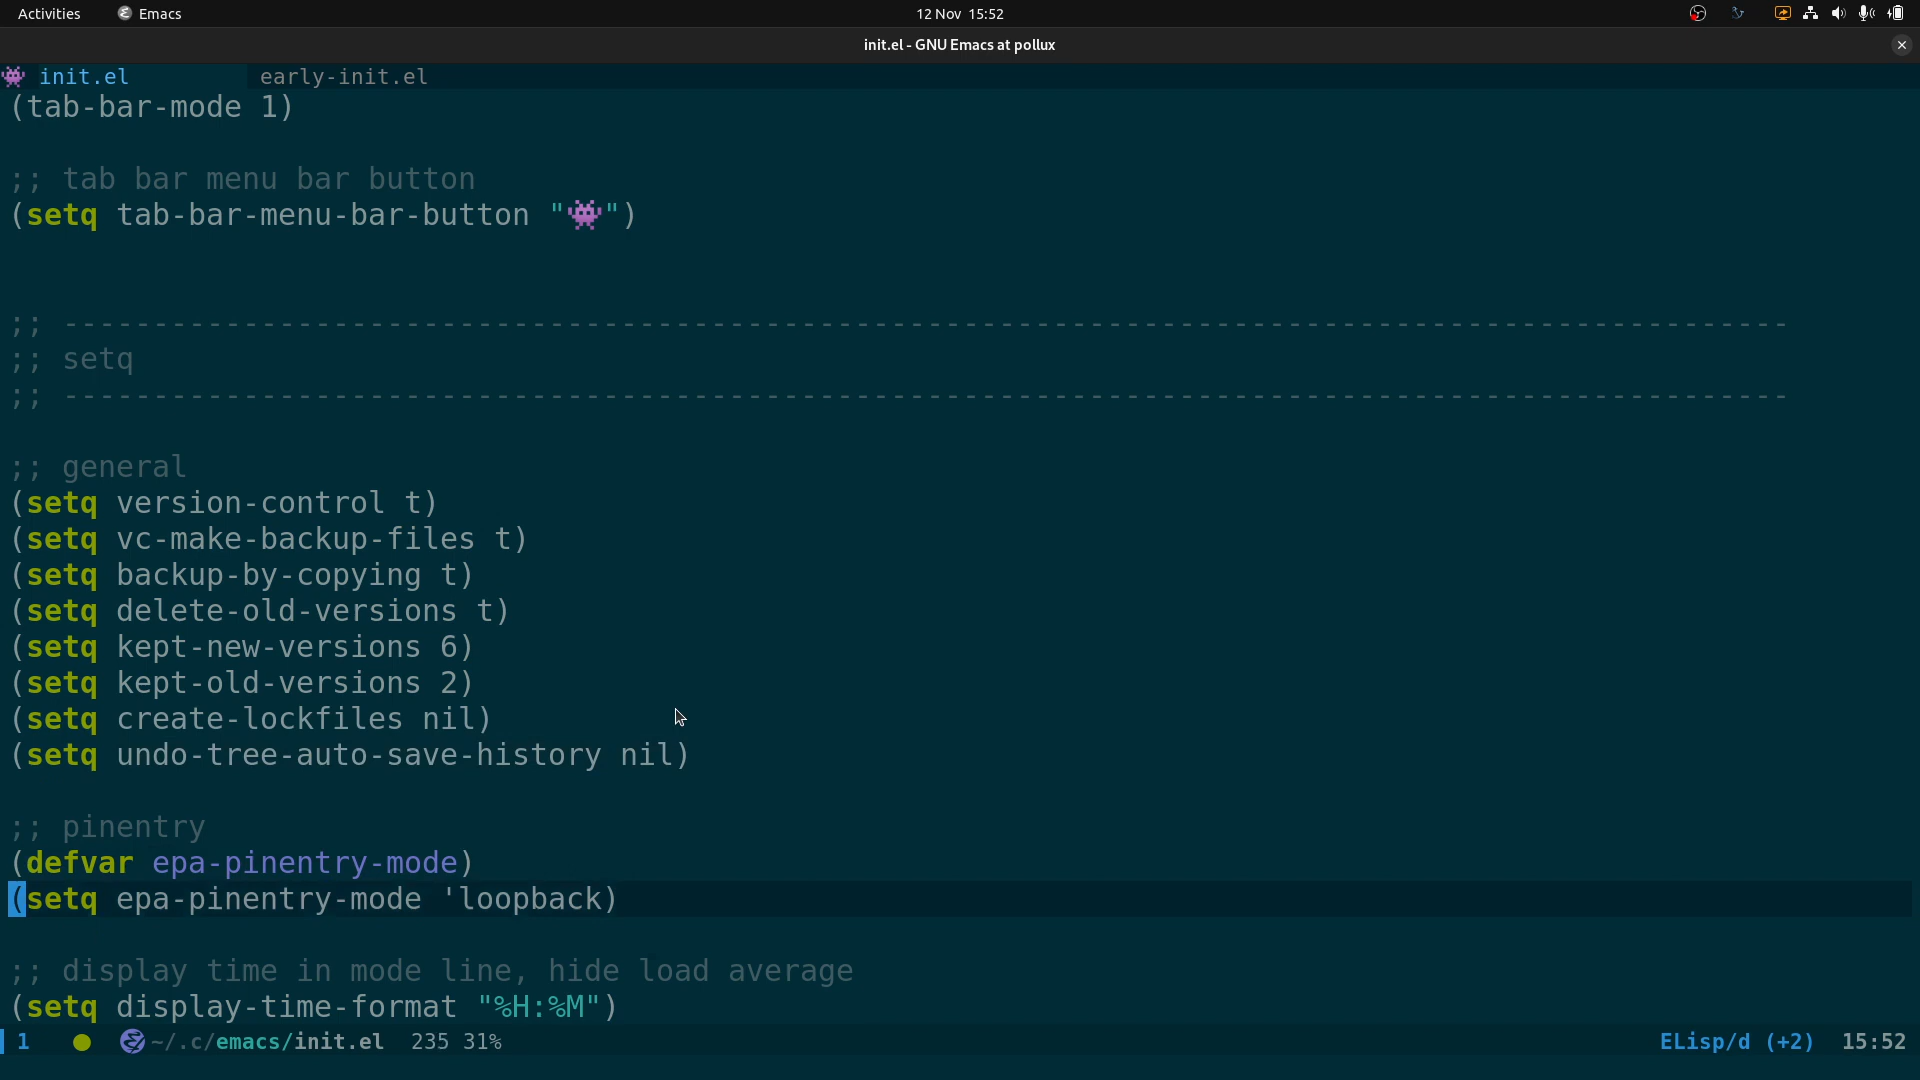 Activities Emacs 12 Nov 15:52
init.el - GNU Emacs at pollux
init.el early-init.el
(tab-bar-mode 1)
;; tab bar menu bar button
(setq tab-bar-menu-bar-button "👾")
;; ------------------------------------------------------------------------------------------------
;; setq
;; ------------------------------------------------------------------------------------------------
;; general
(setq version-control t)
(setq vc-make-backup-files t)
(setq backup-by-copying t)
(setq delete-old-versions t)
(setq kept-new-versions 6)
(setq kept-old-versions 2)
(setq create-lockfiles nil)
(setq undo-tree-auto-save-history nil)
;; pinentry
(defvar epa-pinentry-mode)
(setq epa-pinentry-mode 'loopback)
;; display time in mode line, hide load average
(setq display-time-format "%H:%M")
1 ~/.c/emacs/init.el 235 31% ELisp/d (+2) 15:52